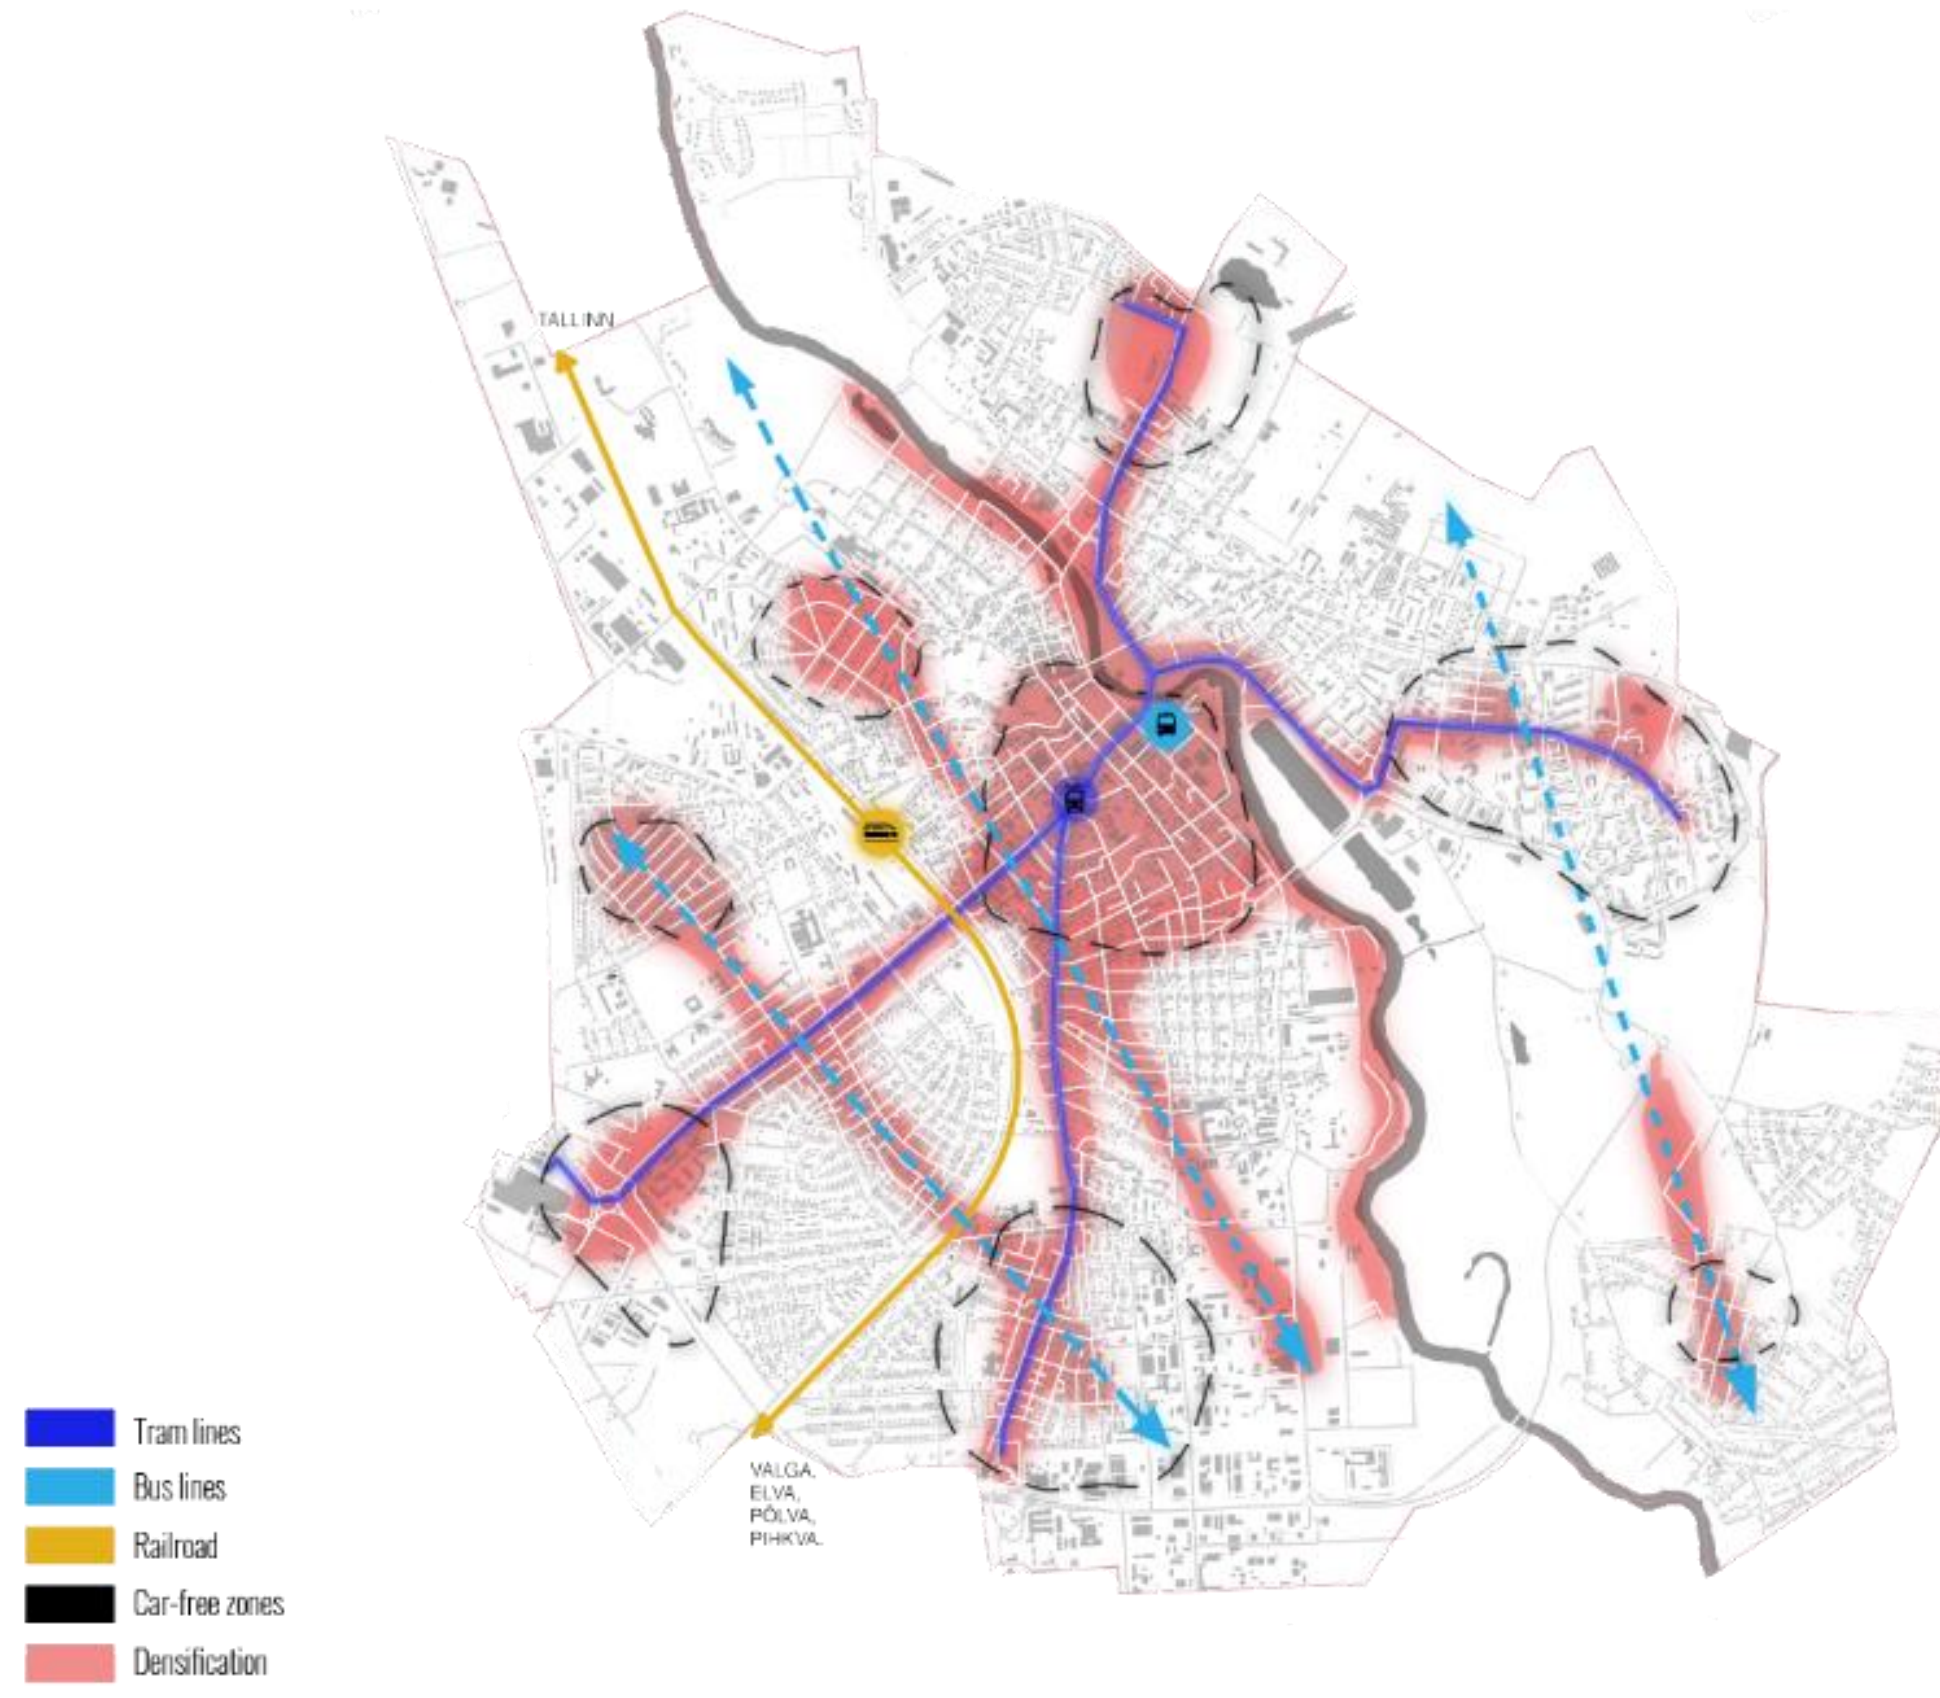 TALLINN
VALGA,
ELVA,
PÕLVA,
PIHKVA.
Tram lines
Bus lines
Railroad
Car-free zones
Densification